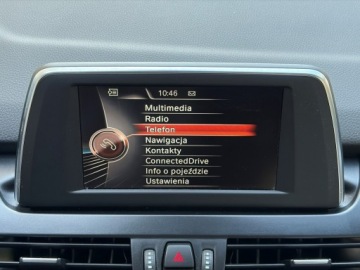 10:46
Multimedia
Radio
Telefon
Nawigacja
Kontakty
ConnectedDrive
Info o pojeździe
Ustawienia